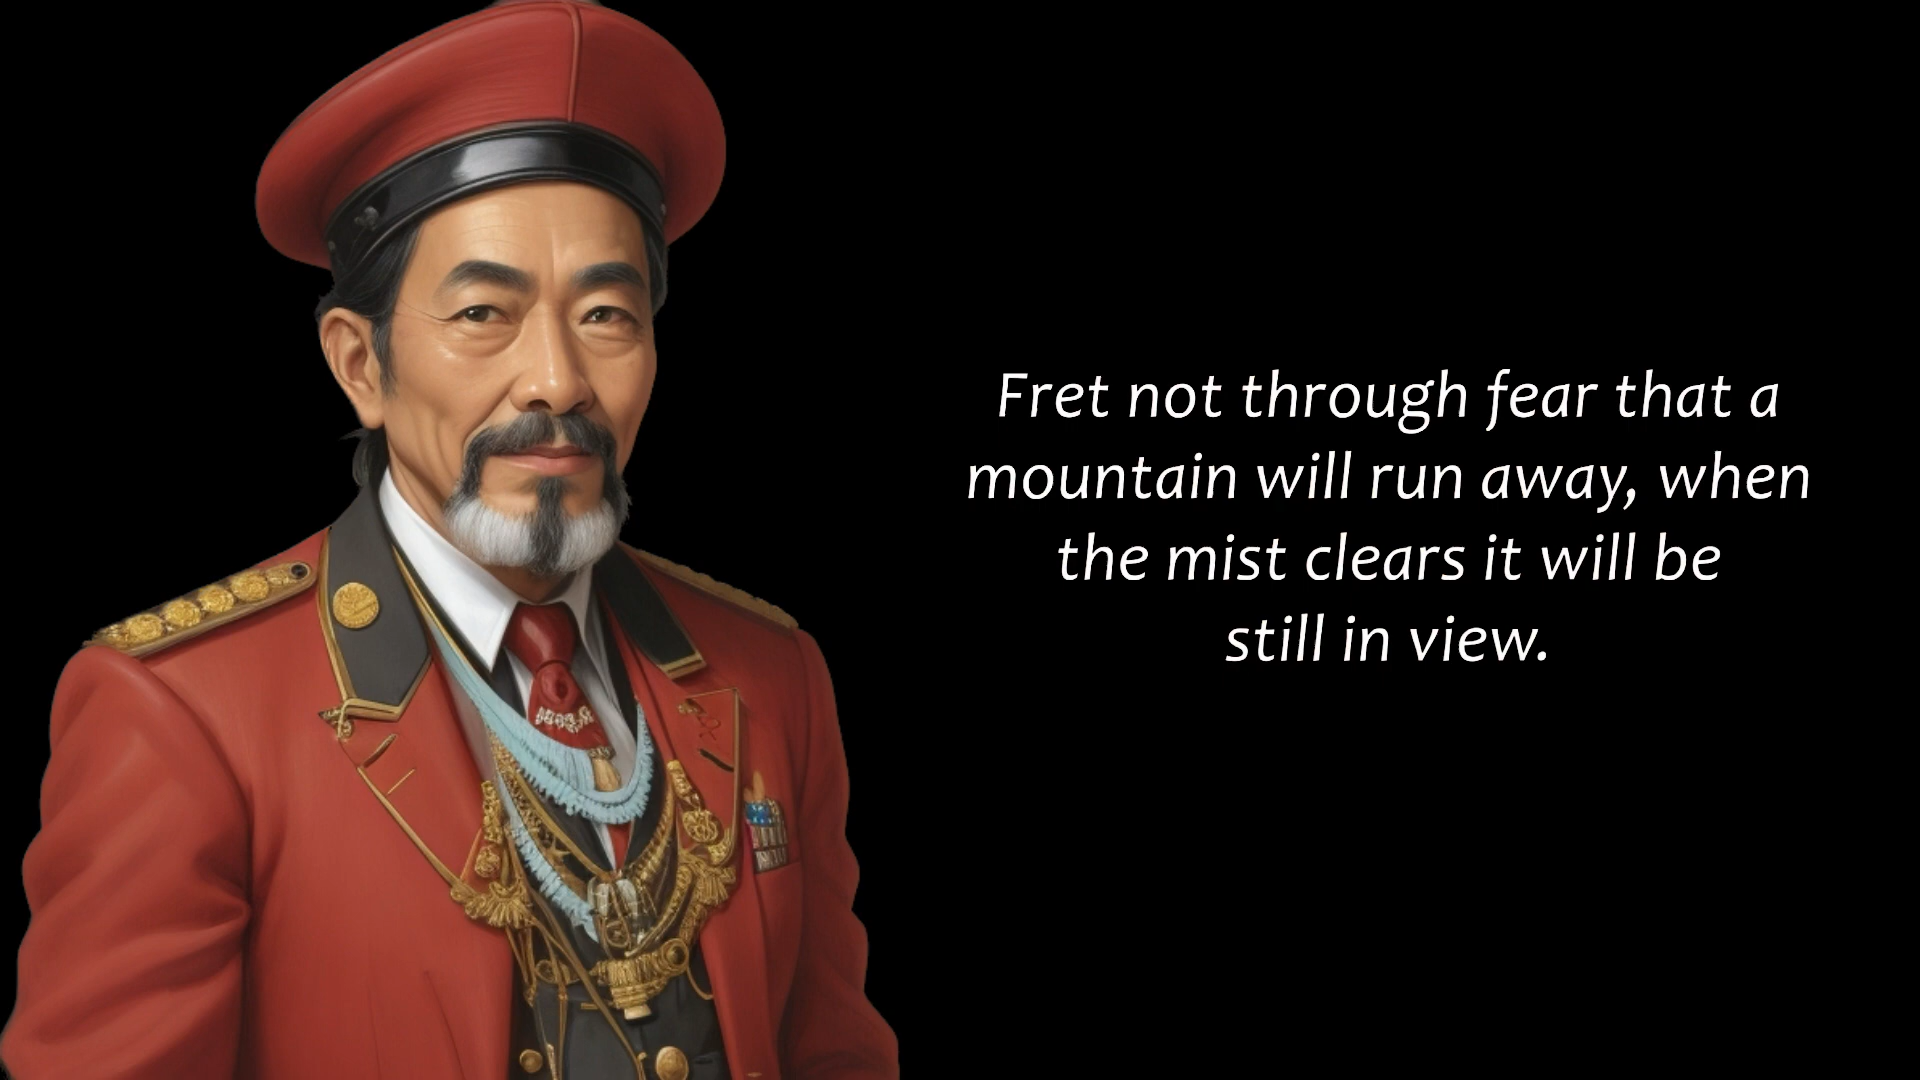 Fret not through fear that a
mountain will run away, when
the mist clears it will be
still in view.